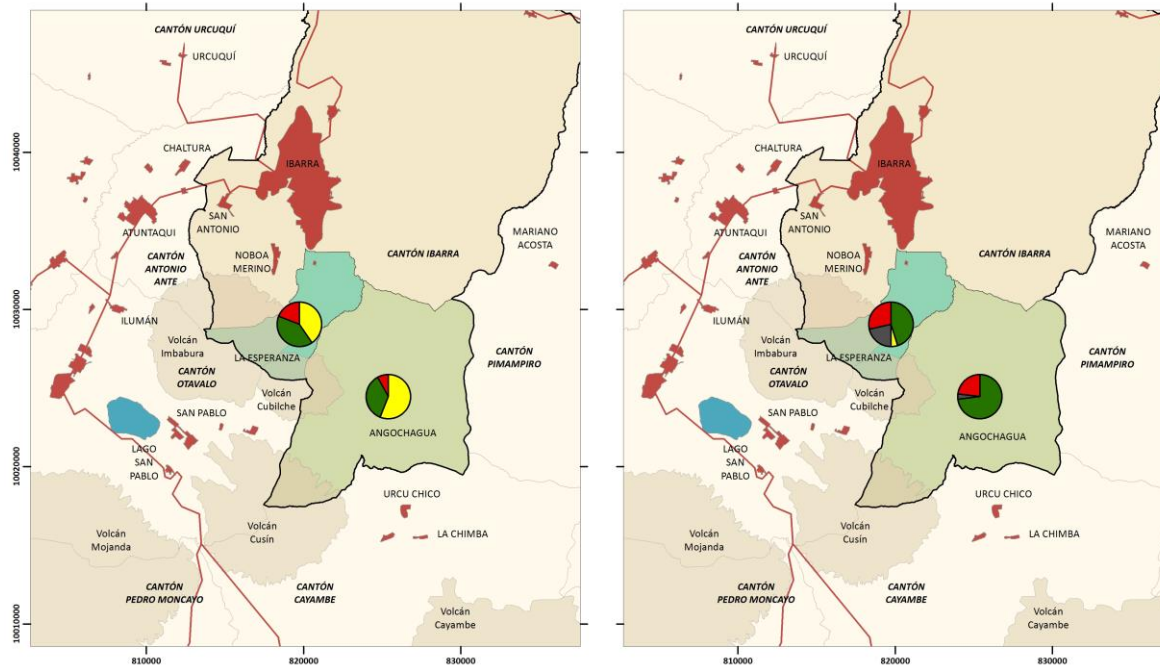 CANTÓN URCUQUÍ
URCUQUÍ
CHALTURA
IBARRA
SAN
ANTONIO
ATUNTAQUI
MARIANO
ACOSTA
NOBOA
MERINO
CANTÓN IBARRA
CANTÓN
ANTONIO
ANTE
ILUMÁN
Volcán
Imbabura
LA ESPERANZA
CANTÓN
PIMAMPIRO
CANTÓN
OTAVALO
Volcán
Cubilche
SAN PABLO
ANGOCHAGUA
LAGO
SAN
PABLO
URCU CHICO
Volcán
Mojanda
Volcán
Cusín
LA CHIMBA
CANTÓN
PEDRO MONCAYO
CANTÓN
CAYAMBE
Volcán
Cayambe
10040000
10030000
10020000
10010000
810000
820000
830000
CANTÓN URCUQUÍ
URCUQUÍ
CHALTURA
IBARRA
SAN
ANTONIO
ATUNTAQUI
MARIANO
ACOSTA
NOBOA
MERINO
CANTÓN IBARRA
CANTÓN
ANTONIO
ANTE
ILUMÁN
Volcán
Imbabura
LA ESPERANZA
CANTÓN
PIMAMPIRO
CANTÓN
OTAVALO
Volcán
Cubilche
SAN PABLO
ANGOCHAGUA
LAGO
SAN
PABLO
URCU CHICO
Volcán
Mojanda
Volcán
Cusín
LA CHIMBA
CANTÓN
PEDRO MONCAYO
CANTÓN
CAYAMBE
Volcán
Cayambe
10040000
10030000
10020000
10010000
810000
820000
830000